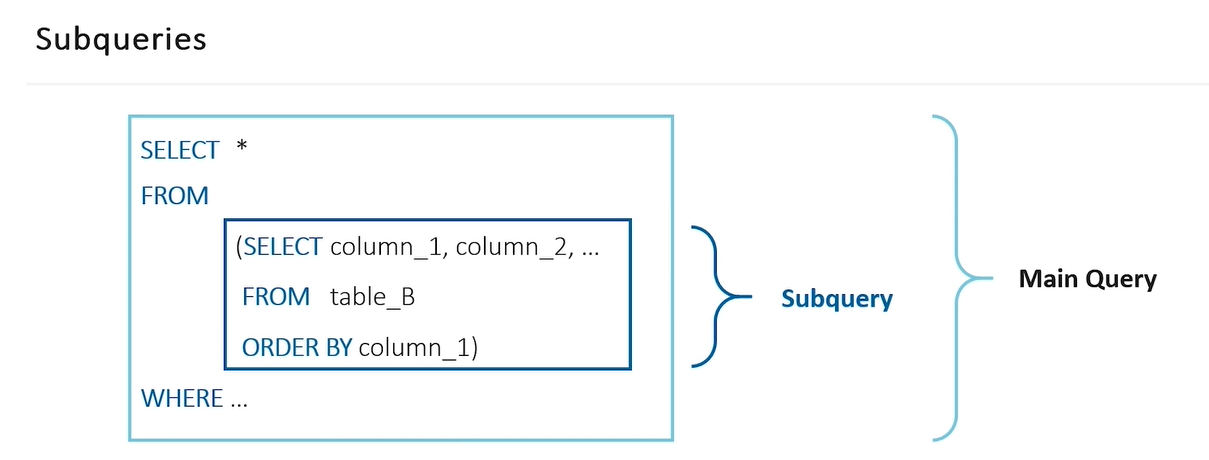 Subqueries
SELECT *
FROM
(SELECT column_1, column_2, ...
FROM table_B
ORDER BY column_1)
WHERE ...
Subquery
Main Query